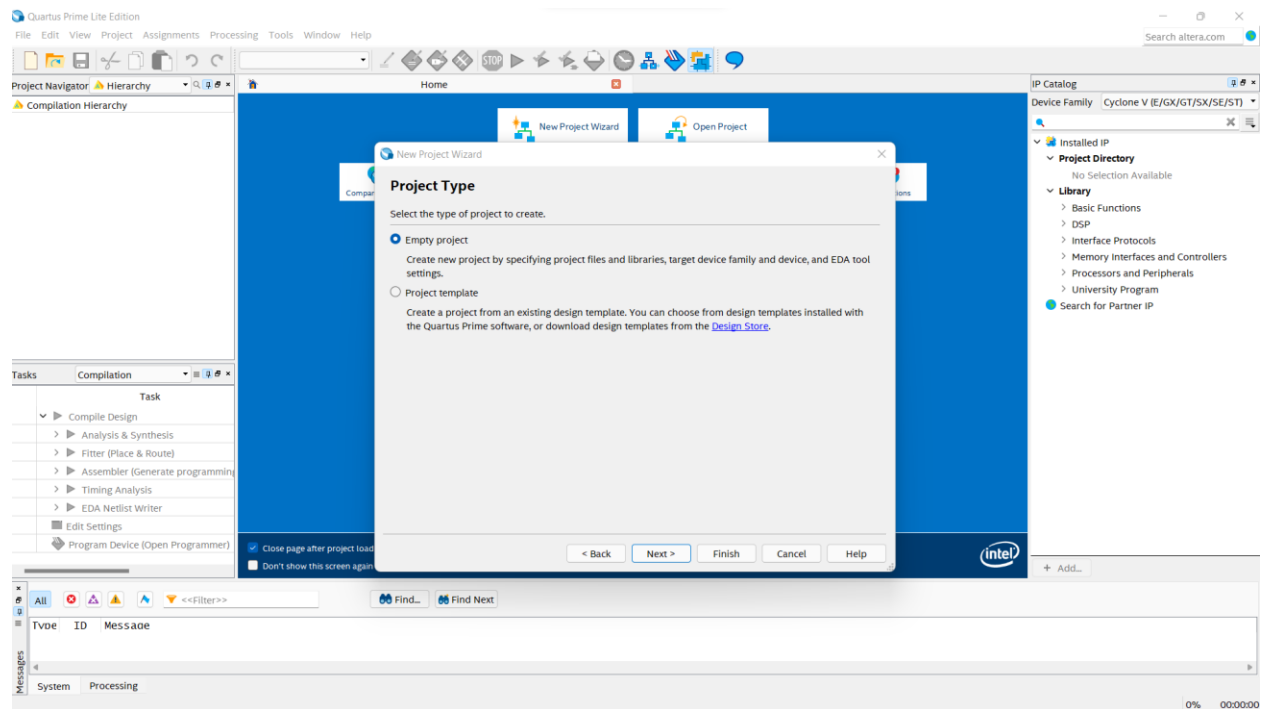 Quartus Prime Lite Edition
File Edit View Project Assignments Processing Tools Window Help
Search altera.com
STOP
Project Navigator Hierarchy
Home
IP Catalog
Compilation Hierarchy
Device Family Cyclone V (E/GX/GT/SX/SE/ST)
New Project Wizard
Open Project
Installed IP
Project Directory
No Selection Available
Library
Basic Functions
DSP
Interface Protocols
Memory Interfaces and Controllers
Processors and Peripherals
University Program
Search for Partner IP
+ Add...
Compar
ions
New Project Wizard
Project Type
Select the type of project to create.
Empty project
Create new project by specifying project files and libraries, target device family and device, and EDA tool
settings.
Project template
Create a project from an existing design template. You can choose from design templates installed with
the Quartus Prime software, or download design templates from the Design Store.
< Back Next > Finish Cancel Help
Tasks Compilation
Task
Compile Design
Analysis & Synthesis
Fitter (Place & Route)
Assembler (Generate programming
Timing Analysis
EDA Netlist Writer
Edit Settings
Program Device (Open Programmer)
Close page after project load
Don't show this screen again
intel
All <<Filter>> Find... Find Next
Type ID Message
Messages
System Processing
0% 00:00:00